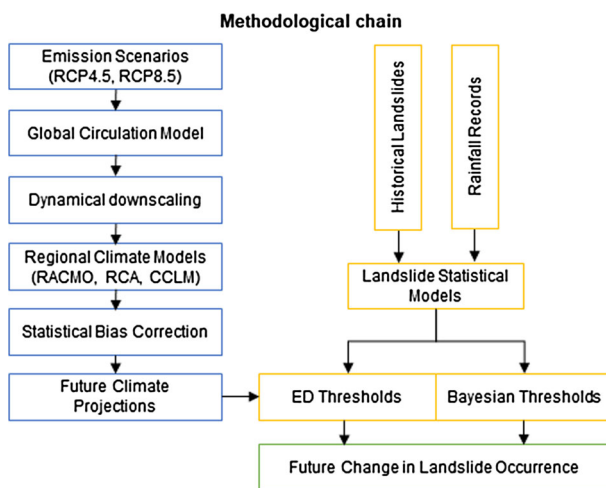 Methodological chain
Emission Scenarios
(RCP4.5, RCP8.5)
Global Circulation Model
Dynamical downscaling
Regional Climate Models
(RACMO, RCA, CCLM)
Statistical Bias Correction
Future Climate
Projections
Historical Landslides
Rainfall Records
Landslide Statistical
Models
ED Thresholds
Bayesian Thresholds
Future Change in Landslide Occurrence